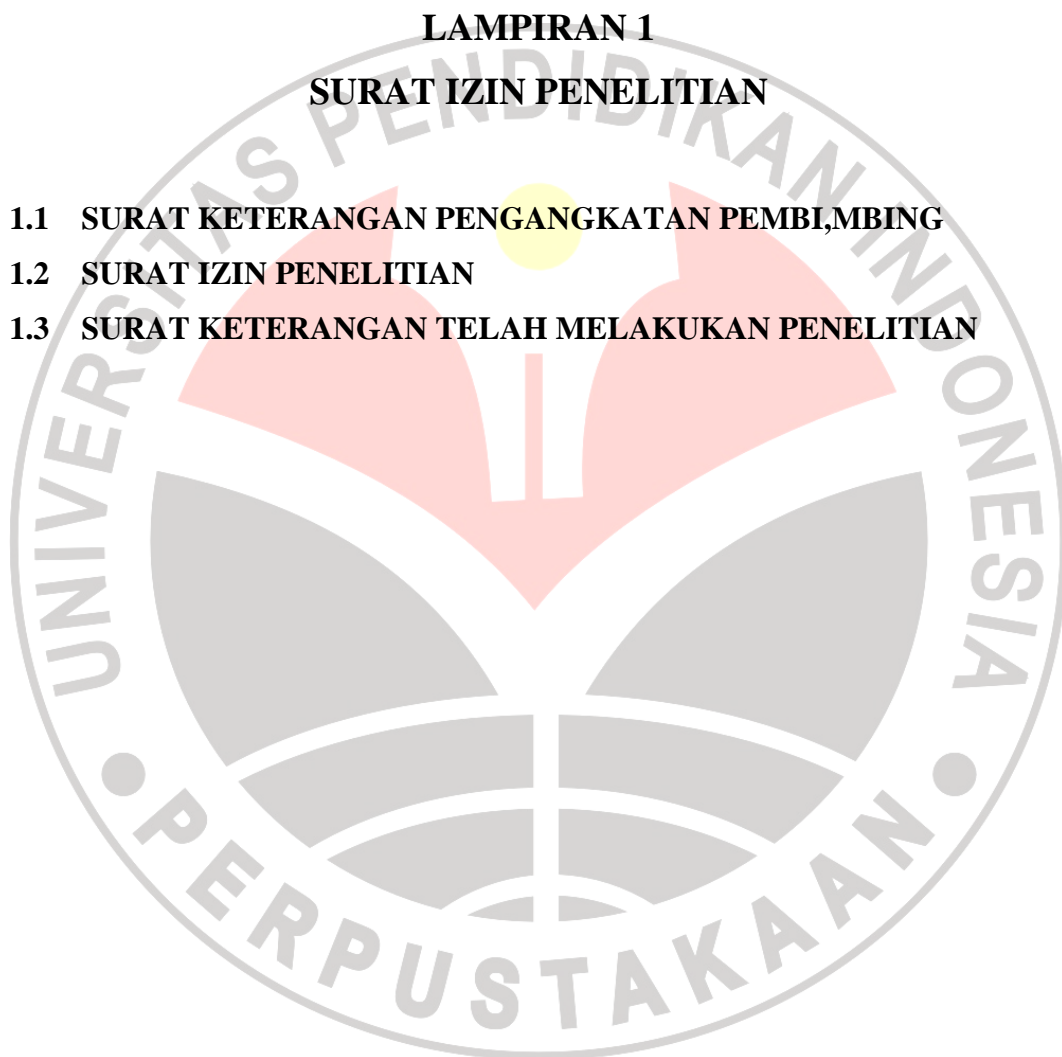 LAMPIRAN 1
SURAT IZIN PENELITIAN
1.1 SURAT KETERANGAN PENGANGKATAN PEMBI,MBING
1.2 SURAT IZIN PENELITIAN
1.3 SURAT KETERANGAN TELAH MELAKUKAN PENELITIAN
UNIVERSITAS PENDIDIKAN INDONESIA
PERPUSTAKAAN